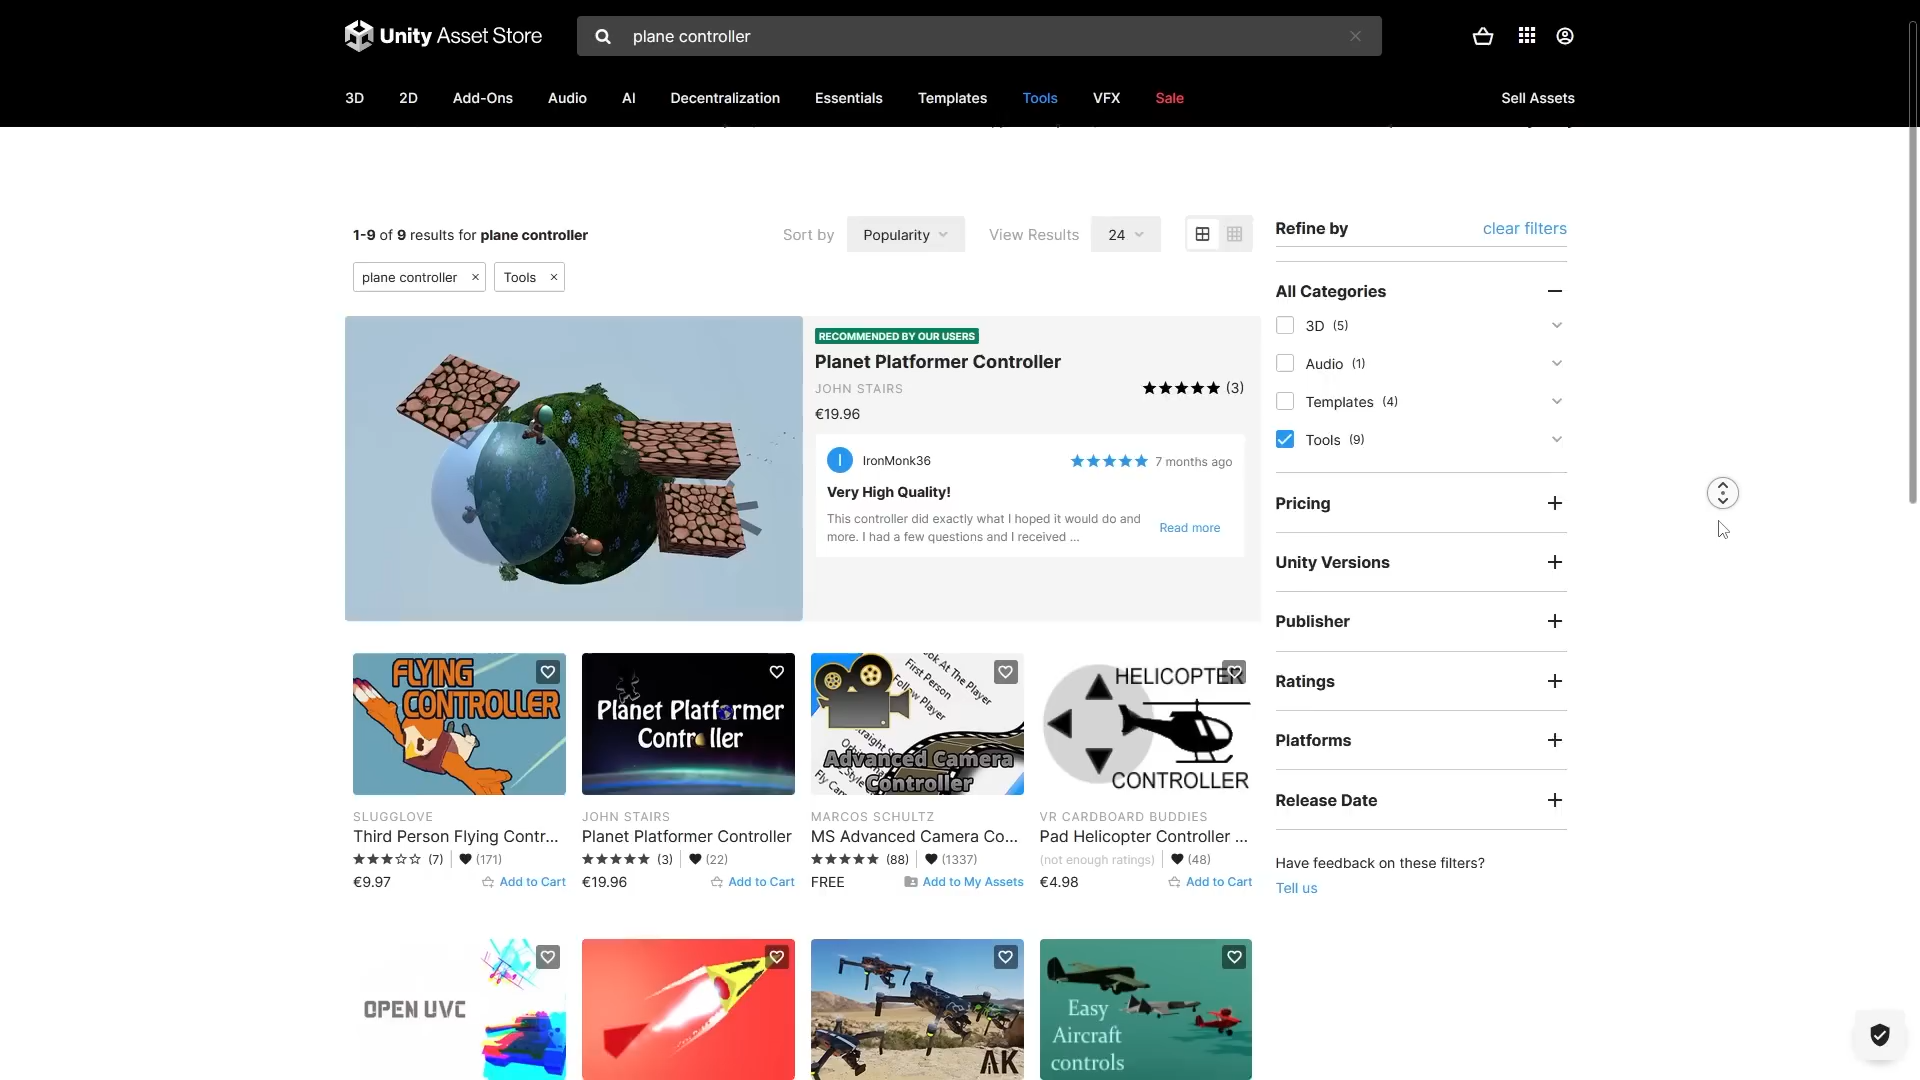 Unity Asset Store
plane controller
3D
2D
Add-Ons
Audio
AI
Decentralization
Essentials
Templates
Tools
VFX
Sale
Sell Assets
1-9 of 9 results for plane controller
Sort by
Popularity
View Results
24
plane controller ×
Tools ×
RECOMMENDED BY OUR USERS
Planet Platformer Controller
JOHN STAIRS
(3)
€19.96
I
IronMonk36
7 months ago
Very High Quality!
This controller did exactly what I hoped it would do and
more. I had a few questions and I received ...
Read more
Refine by
clear filters
All Categories
3D (5)
Audio (1)
Templates (4)
Tools (9)
Pricing
Unity Versions
Publisher
Ratings
Platforms
Release Date
Have feedback on these filters?
Tell us
FLYING
CONTROLLER
SLUGGLOVE
Third Person Flying Contr...
(7)
(171)
€9.97
Add to Cart
Planet Platformer
Controller
JOHN STAIRS
Planet Platformer Controller
(3)
(22)
€19.96
Add to Cart
Look At The Player
First Person
Follow Player
Advanced Camera
Controller
MARCOS SCHULTZ
MS Advanced Camera Co...
(88)
(1337)
FREE
Add to My Assets
HELICOPTER
CONTROLLER
VR CARDBOARD BUDDIES
Pad Helicopter Controller ...
(not enough ratings)
(48)
€4.98
Add to Cart
OPEN UVC
AK
Easy
Aircraft
controls